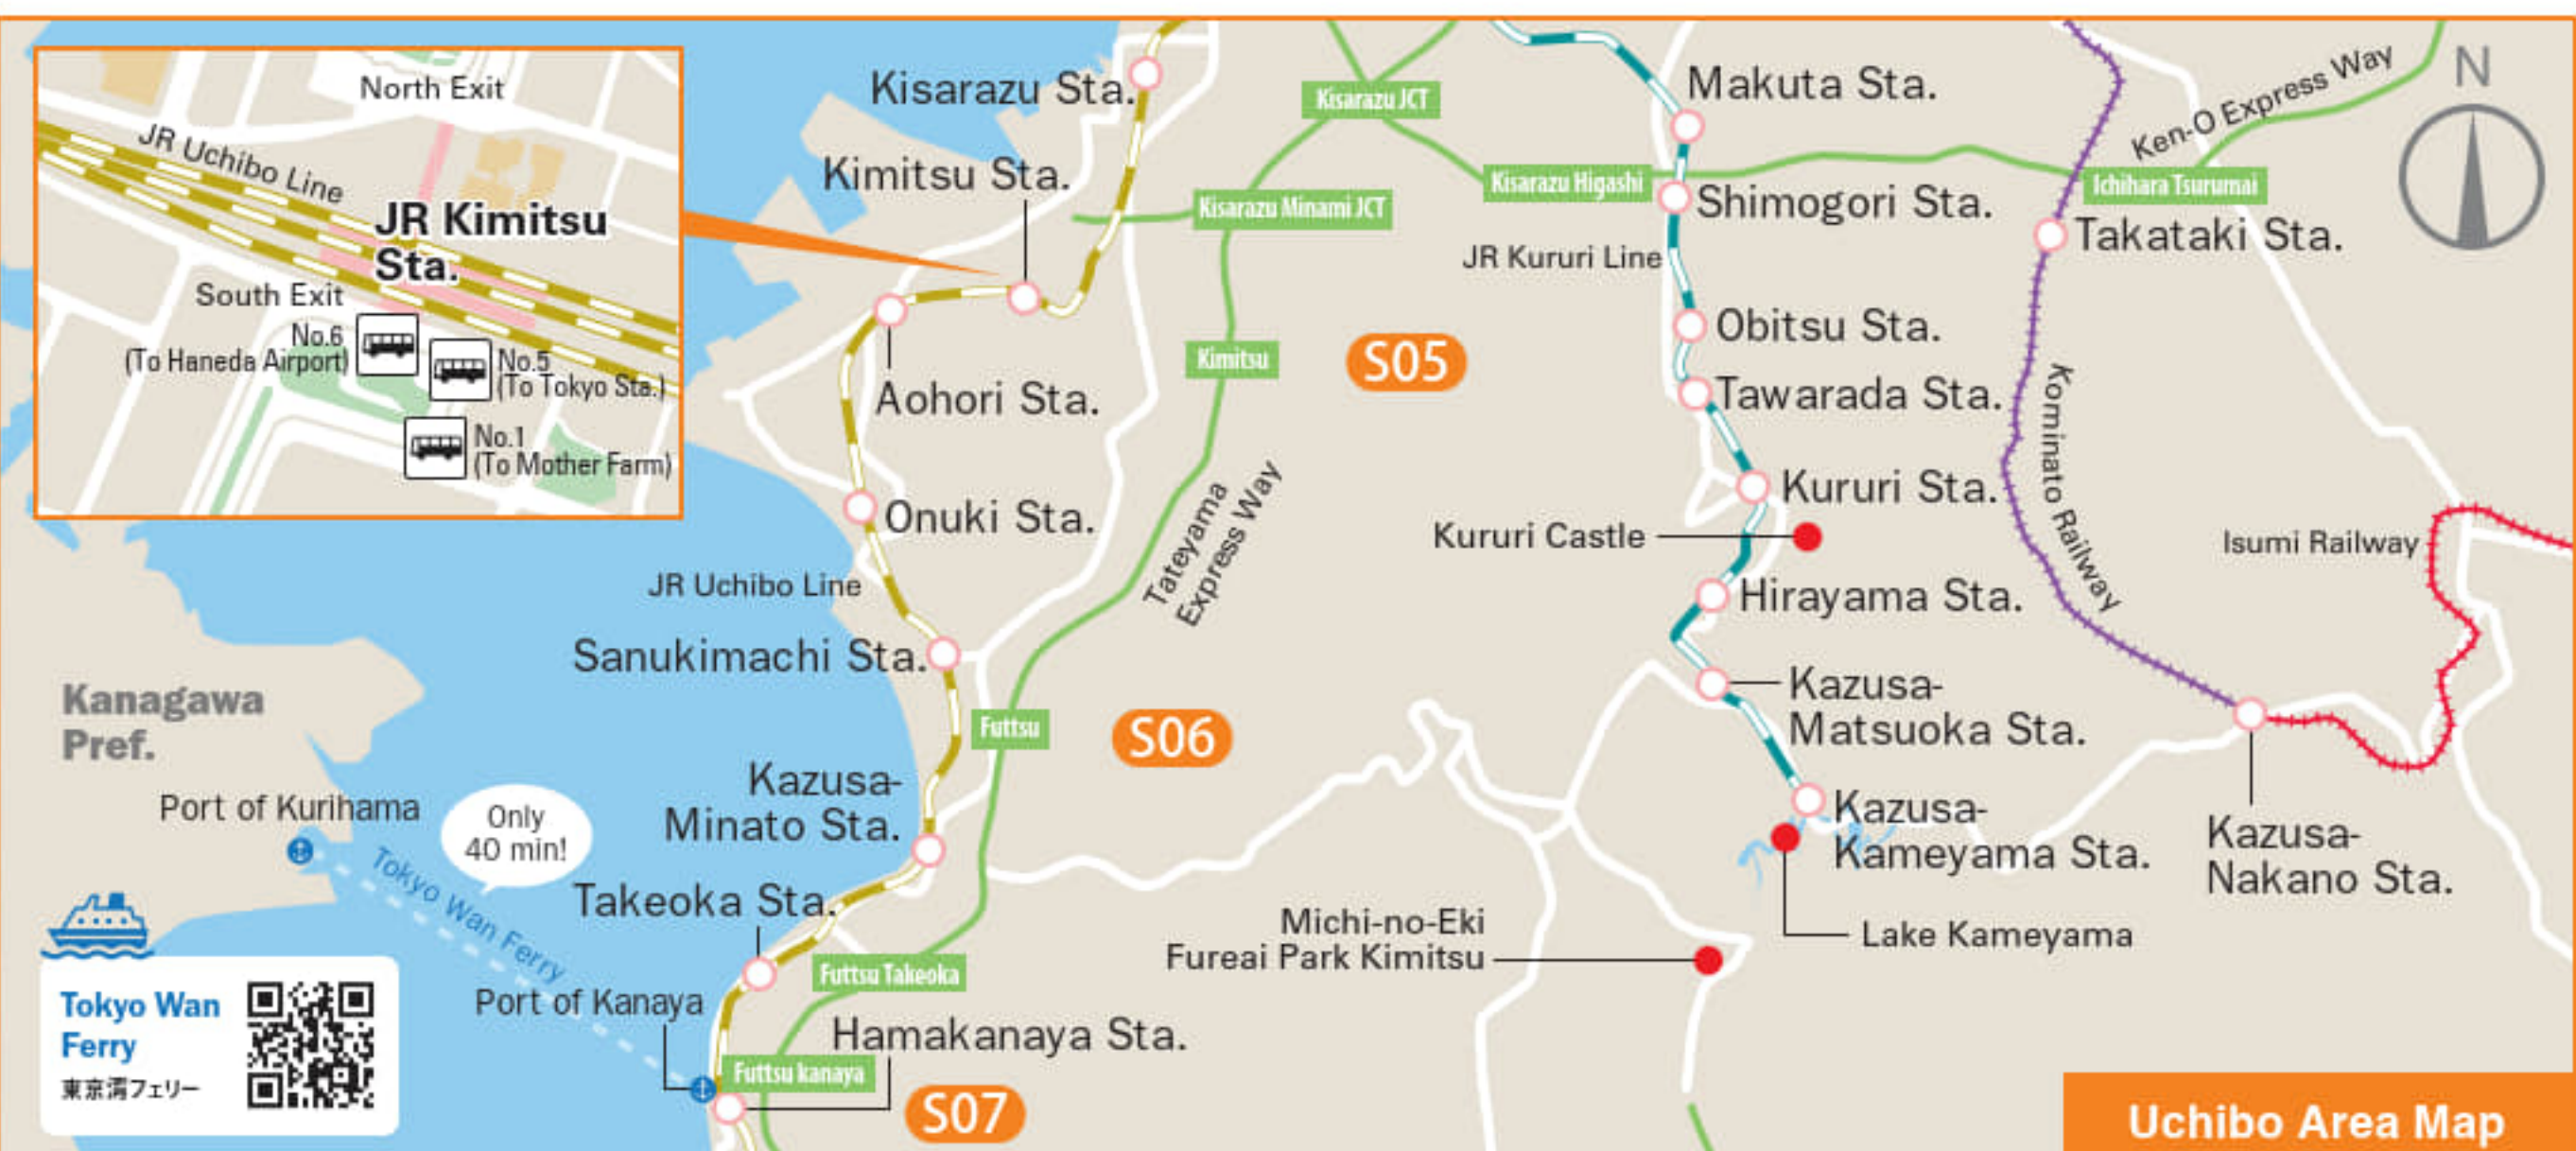 North Exit
JR Uchibo Line
JR Kimitsu
Sta.
South Exit
No.6
(To Haneda Airport)
No.5
(To Tokyo Sta.)
No.1
(To Mother Farm)
Kisarazu Sta.
Kimitsu Sta.
Aohori Sta.
Onuki Sta.
JR Uchibo Line
Sanukimachi Sta.
Kazusa-
Minato Sta.
Takeoka Sta.
Port of Kanaya
Hamakanaya Sta.
Kisarazu JCT
Kisarazu Minami JCT
Kimitsu
Tateyama
Express Way
Futtsu
Futtsu Takeoka
Futtsu kanaya
S05
S06
S07
Kisarazu Higashi
Ichihara Tsurumai
Ken-O Express Way
N
Makuta Sta.
Shimogori Sta.
JR Kururi Line
Obitsu Sta.
Tawarada Sta.
Kururi Sta.
Kururi Castle
Hirayama Sta.
Kazusa-
Matsuoka Sta.
Kazusa-
Kameyama Sta.
Lake Kameyama
Michi-no-Eki
Fureai Park Kimitsu
Takataki Sta.
Kominato Railway
Isumi Railway
Kazusa-
Nakano Sta.
Kanagawa
Pref.
Port of Kurihama
Only
40 min!
Tokyo Wan Ferry
Tokyo Wan
Ferry
東京湾フェリー
Uchibo Area Map